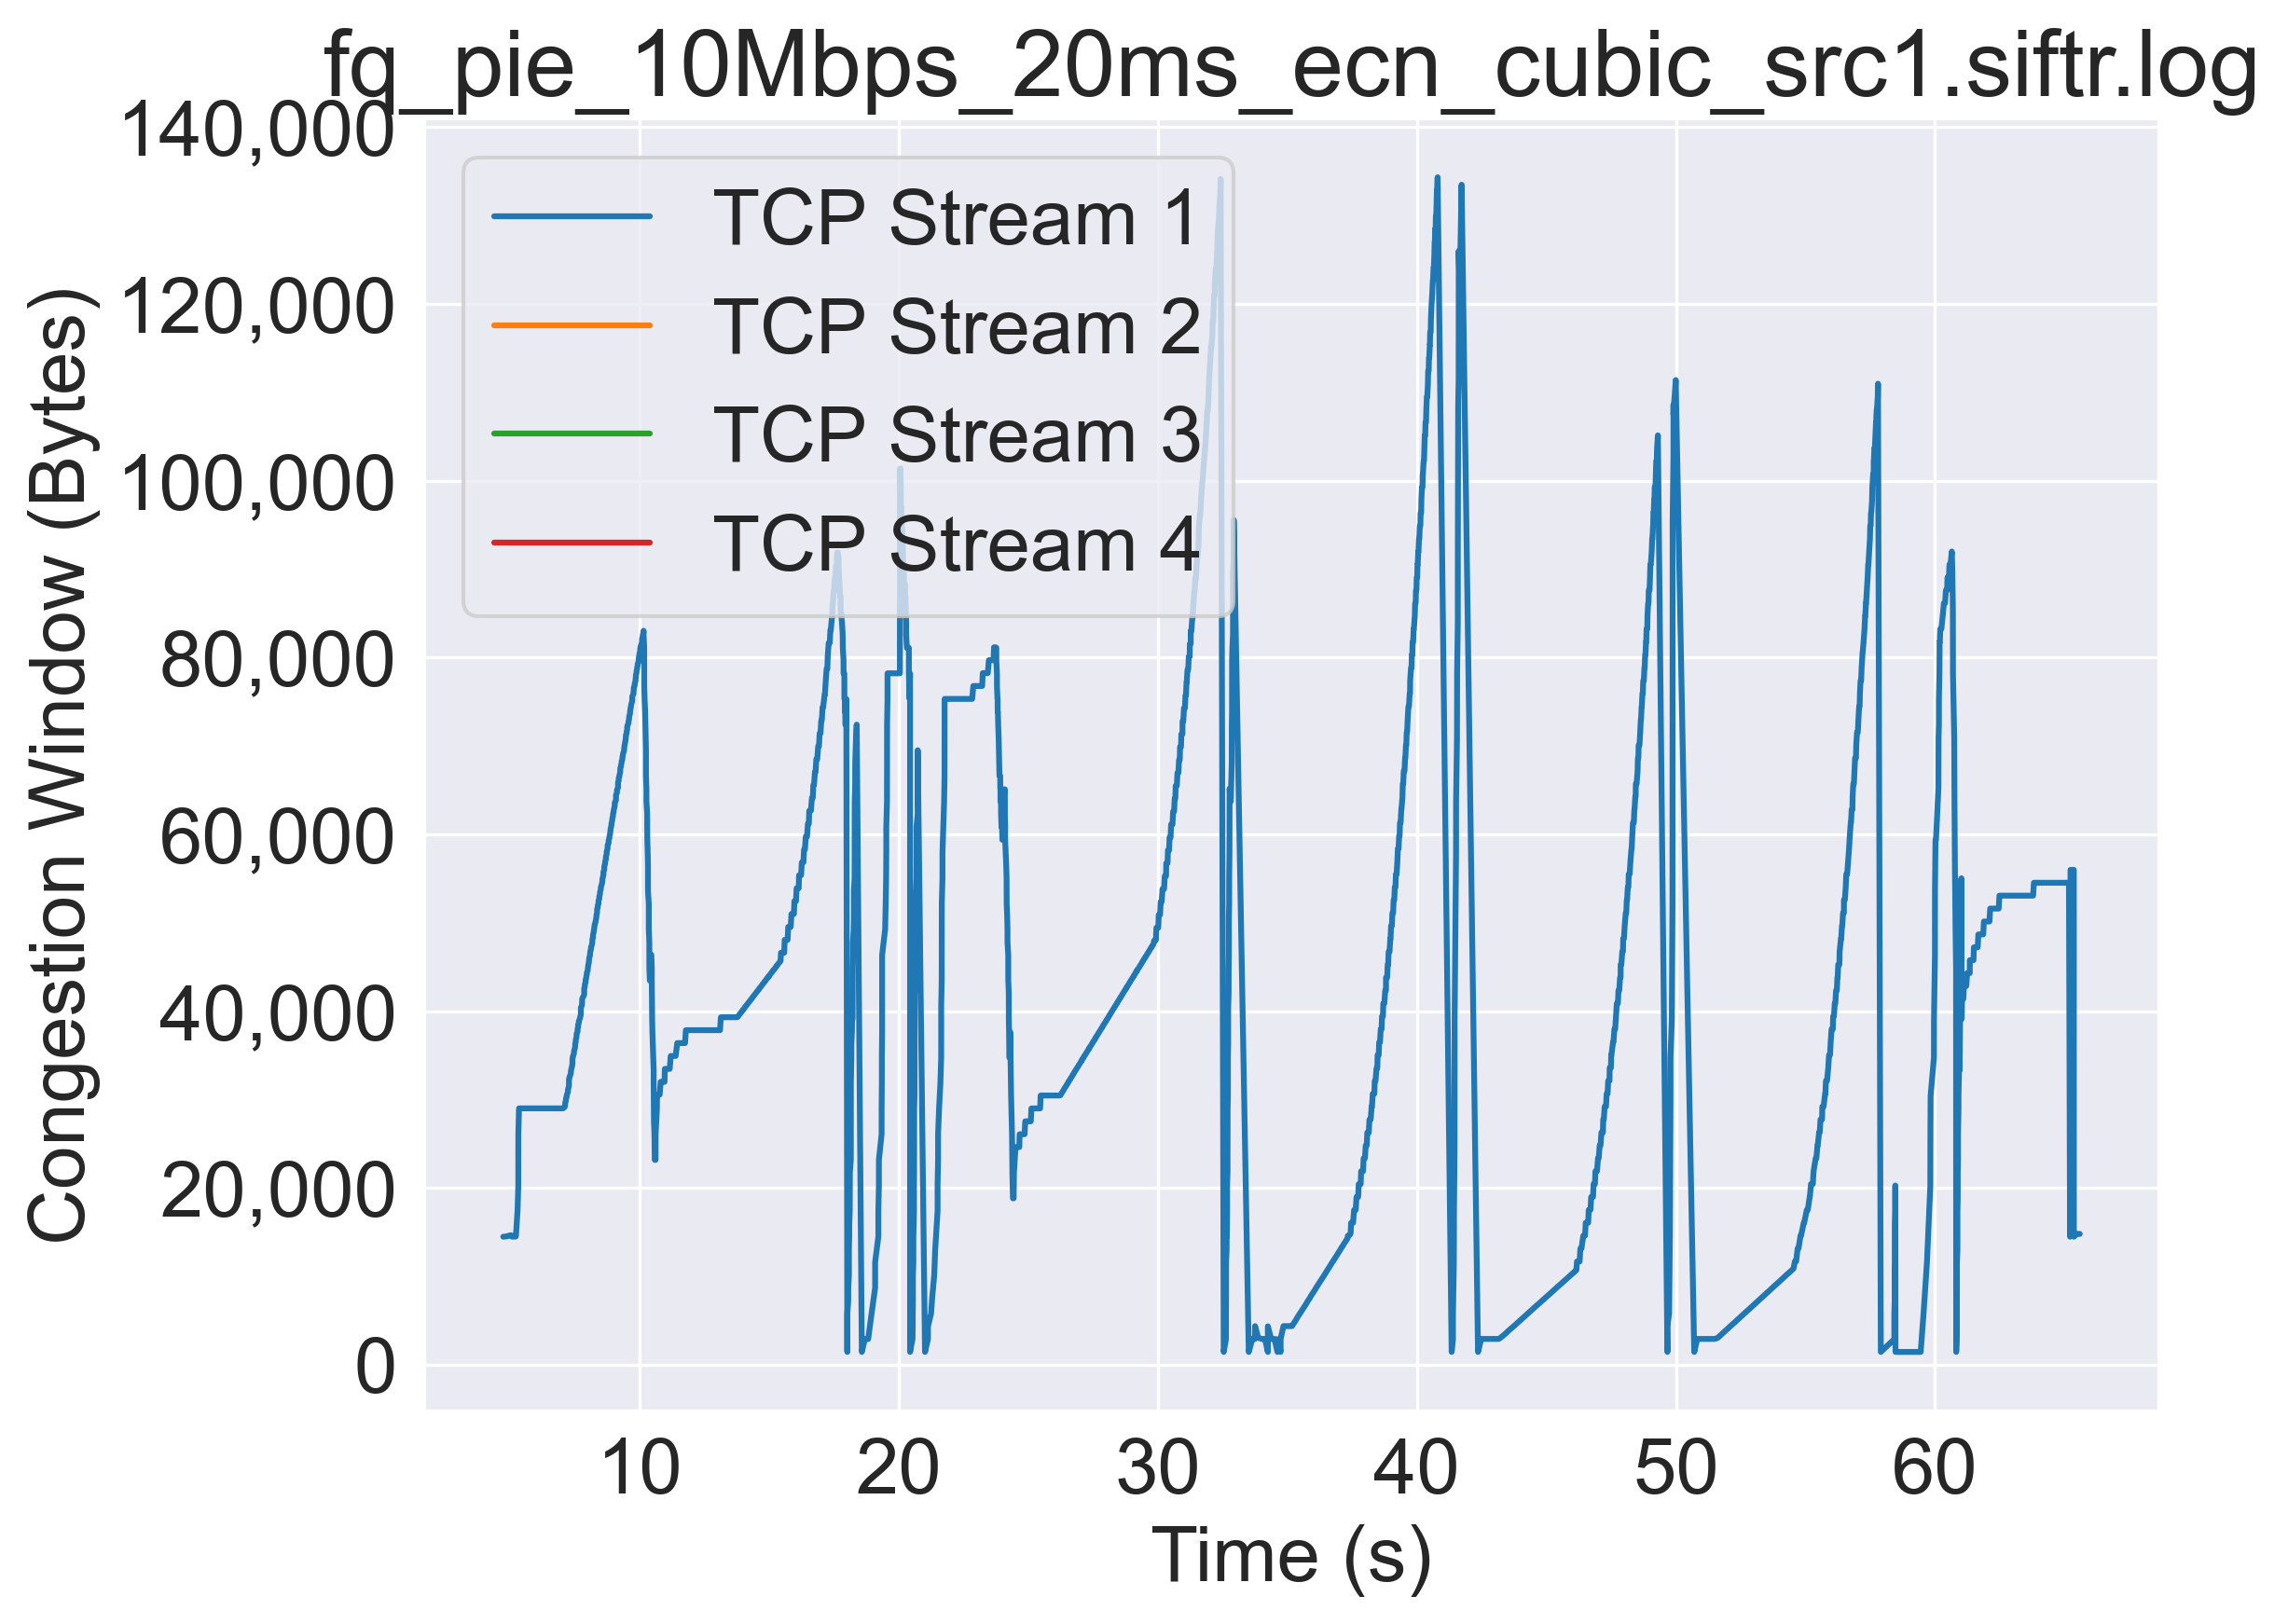 fq_pie_10Mbps_20ms_ecn_cubic_src1.siftr.log
140,000
120,000
100,000
80,000
60,000
40,000
20,000
0
Congestion Window (Bytes)
TCP Stream 1
TCP Stream 2
TCP Stream 3
TCP Stream 4
10 20 30 40 50 60
Time (s)